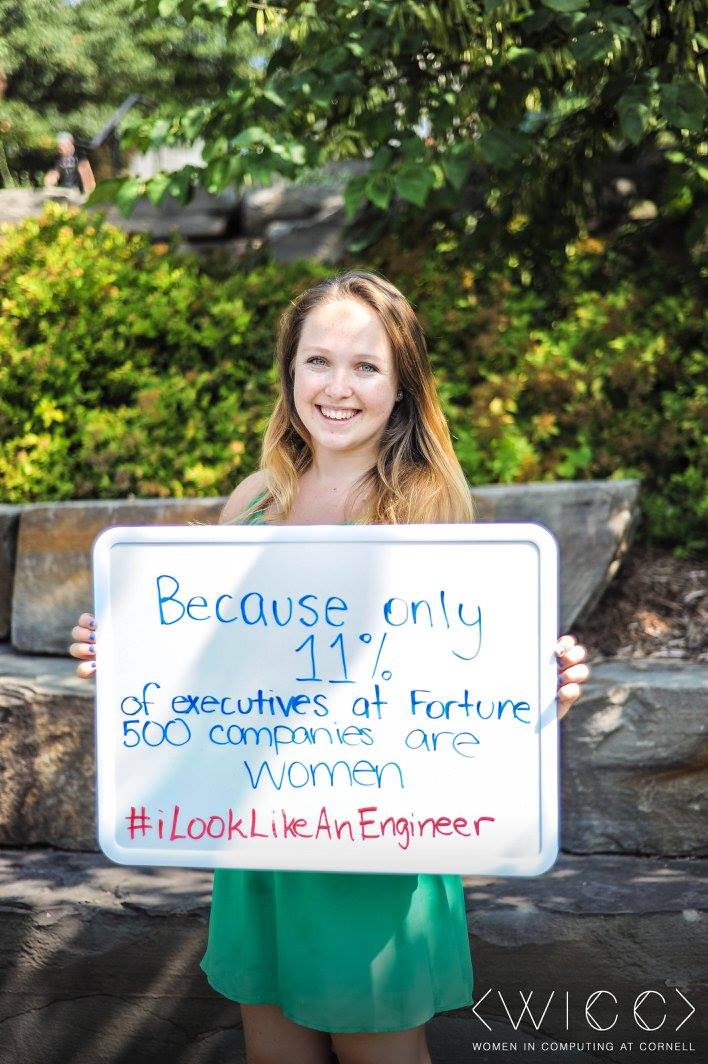 Because only
11%
of executives at Fortune
500 companies are
women
#iLookLikeAnEngineer
<WICC>
WOMEN IN COMPUTING AT CORNELL